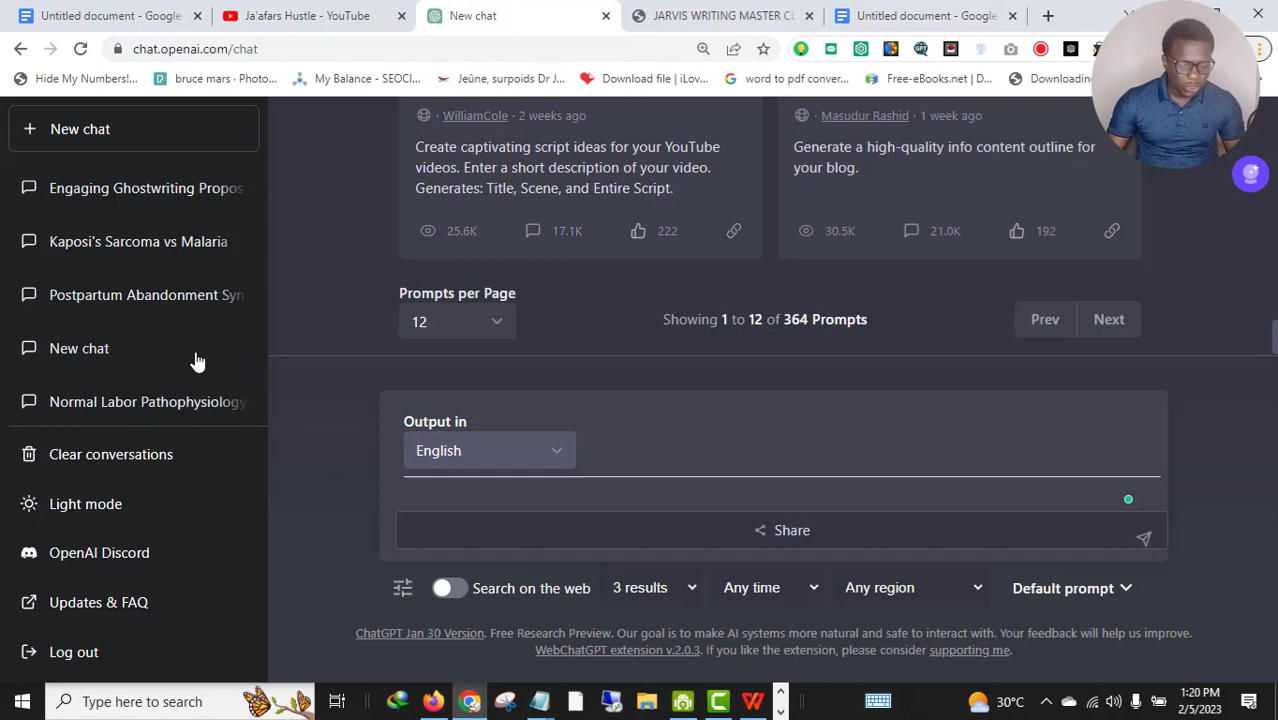 Untitled document - Google
Ja'afars Hustle - YouTube
New chat
JARVIS WRITING MASTER CL
Untitled document - Google
chat.openai.com/chat
Hide My Numbers!...
bruce mars · Photo...
My Balance - SEOCl...
Jeûne, surpoids Dr J...
Download file | iLov...
word to pdf conver...
Free-eBooks.net | D...
Downloading
New chat
Engaging Ghostwriting Propos
Kaposi's Sarcoma vs Malaria
Postpartum Abandonment Syn
New chat
Normal Labor Pathophysiology
Clear conversations
Light mode
OpenAI Discord
Updates & FAQ
Log out
WilliamCole · 2 weeks ago
Create captivating script ideas for your YouTube
videos. Enter a short description of your video.
Generates: Title, Scene, and Entire Script.
25.6K 17.1K 222
Masudur Rashid · 1 week ago
Generate a high-quality info content outline for
your blog.
30.5K 21.0K 192
Prompts per Page
12
Showing 1 to 12 of 364 Prompts
Prev Next
Output in
English
Share
Search on the web 3 results Any time Any region Default prompt
ChatGPT Jan 30 Version. Free Research Preview. Our goal is to make AI systems more natural and safe to interact with. Your feedback will help us improve.
WebChatGPT extension v.2.0.3. If you like the extension, please consider supporting me.
Type here to search
30°C
1:20 PM
2/5/2023